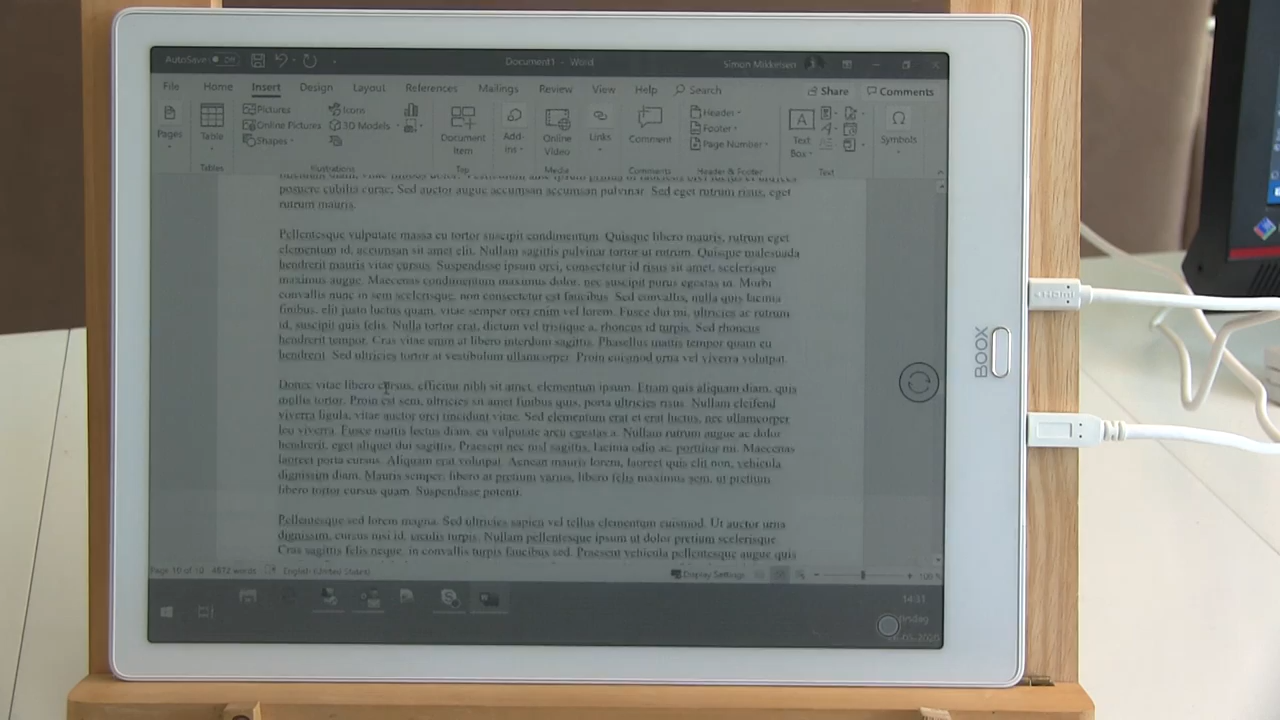 AutoSave Off Document1 - Word Simon Mikkelsen
File Home Insert Design Layout References Mailings Review View Help Search Share Comments
Pages
Table
Tables
Pictures
Online Pictures
Shapes
Icons
3D Models
Illustrations
Document Item
Tap
Add-ins
Online Video
Media
Links
Comment
Comments
Header
Footer
Page Number
Header & Footer
Text Box
Text
Symbols
posuere cubilia curae; Sed auctor augue accumsan accumsan pulvinar. Sed eget rutrum risus, eget
rutrum mauris.
Pellentesque vulputate massa eu tortor suscipit condimentum. Quisque libero mauris, rutrum eget
elementum id, accumsan sit amet elit. Nullam sagittis pulvinar tortor ut rutrum. Quisque malesuada
hendrerit mauris vitae cursus. Suspendisse ipsum orci, consectetur id risus sit amet, scelerisque
maximus augue. Maecenas condimentum maximus dolor, nec suscipit purus egestas in. Morbi
convallis nunc in sem scelerisque, non consectetur est faucibus. Sed convallis, nulla quis lacinia
finibus, elit justo luctus quam, vitae semper orci enim vel lorem. Fusce dui mi, ultricies ac rutrum
id, suscipit quis felis. Nulla tortor erat, dictum vel tristique a, rhoncus id turpis. Sed rhoncus
hendrerit tempor. Cras vitae enim at libero interdum sagittis. Phasellus mattis tempor quam eu
hendrerit. Sed ultricies tortor at vestibulum ullamcorper. Proin euismod urna vel viverra volutpat.
Donec vitae libero cursus, efficitur nibh sit amet, elementum ipsum. Etiam quis aliquam diam, quis
mollis tortor. Proin est sem, ultricies sit amet finibus quis, porta ultricies risus. Nullam eleifend
viverra ligula, vitae auctor orci tincidunt vitae. Sed elementum erat et erat luctus, nec ullamcorper
leo viverra. Fusce mattis lectus diam, eu vulputate arcu egestas a. Nullam rutrum augue ac dolor
hendrerit, eget aliquet dui sagittis. Praesent nec nisl sagittis, lacinia odio ac, porttitor mi. Maecenas
laoreet porta cursus. Aliquam erat volutpat. Aenean mauris lorem, laoreet quis elit non, vehicula
dignissim diam. Mauris semper, libero at pretium varius, libero felis maximus sem, ut pretium
libero tortor cursus quam. Suspendisse potenti.
Pellentesque sed lorem magna. Sed ultricies sapien vel tellus elementum euismod. Ut auctor urna
dignissim, cursus nisi id, iaculis turpis. Nullam pellentesque ipsum ut dolor pretium scelerisque.
Cras sagittis felis neque, in convallis turpis faucibus sed. Praesent vehicula pellentesque augue quis
Page 10 of 10 4812 words English (United States) Display Settings
14:31
BOOX